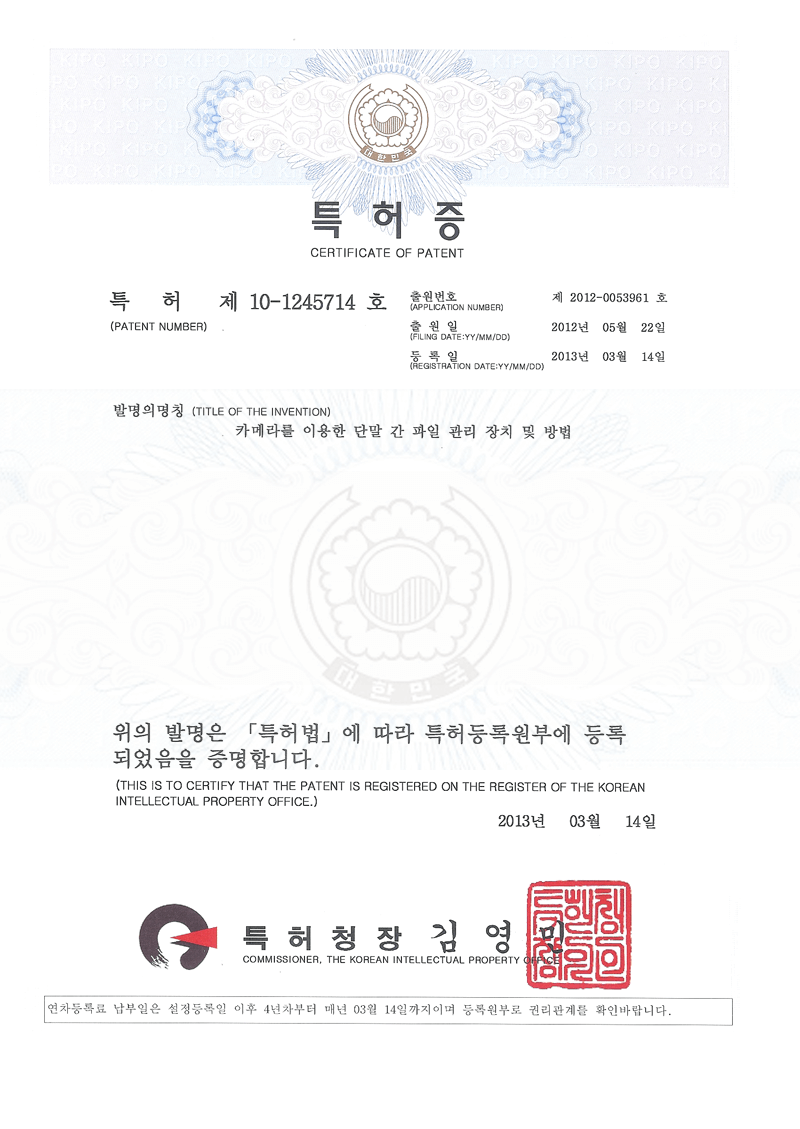 KIPO KIPO KIPO KIPO KIPO KIPO KIPO
대한민국
특허증
CERTIFICATE OF PATENT
특 허 제 10-1245714 호
(PATENT NUMBER)
출원번호 제 2012-0053961 호
(APPLICATION NUMBER)
출 원 일 2012년 05월 22일
(FILING DATE:YY/MM/DD)
등 록 일 2013년 03월 14일
(REGISTRATION DATE:YY/MM/DD)
발명의명칭 (TITLE OF THE INVENTION)
카메라를 이용한 단말 간 파일 관리 장치 및 방법
대한민국
위의 발명은 「특허법」에 따라 특허등록원부에 등록
되었음을 증명합니다.
(THIS IS TO CERTIFY THAT THE PATENT IS REGISTERED ON THE REGISTER OF THE KOREAN
INTELLECTUAL PROPERTY OFFICE.)
2013년 03월 14일
특허청장 김영민
COMMISSIONER, THE KOREAN INTELLECTUAL PROPERTY OFFICE
연차등록료 납부일은 설정등록일 이후 4년차부터 매년 03월 14일까지이며 등록원부로 권리관계를 확인바랍니다.